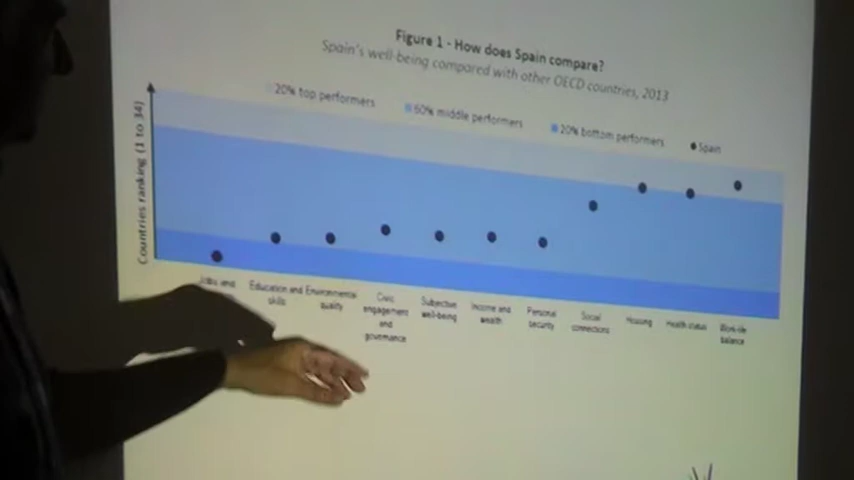 Figure 1 - How does Spain compare?
Spain's well-being compared with other OECD countries, 2013
20% top performers
60% middle performers
20% bottom performers
Spain
Countries ranking (1 to 34)
Jobs and
Education and
skills
Environmental
quality
Civic
engagement
and
governance
Subjective
well-being
Income and
wealth
Personal
security
Social
connections
Housing
Health status
Work-life
balance